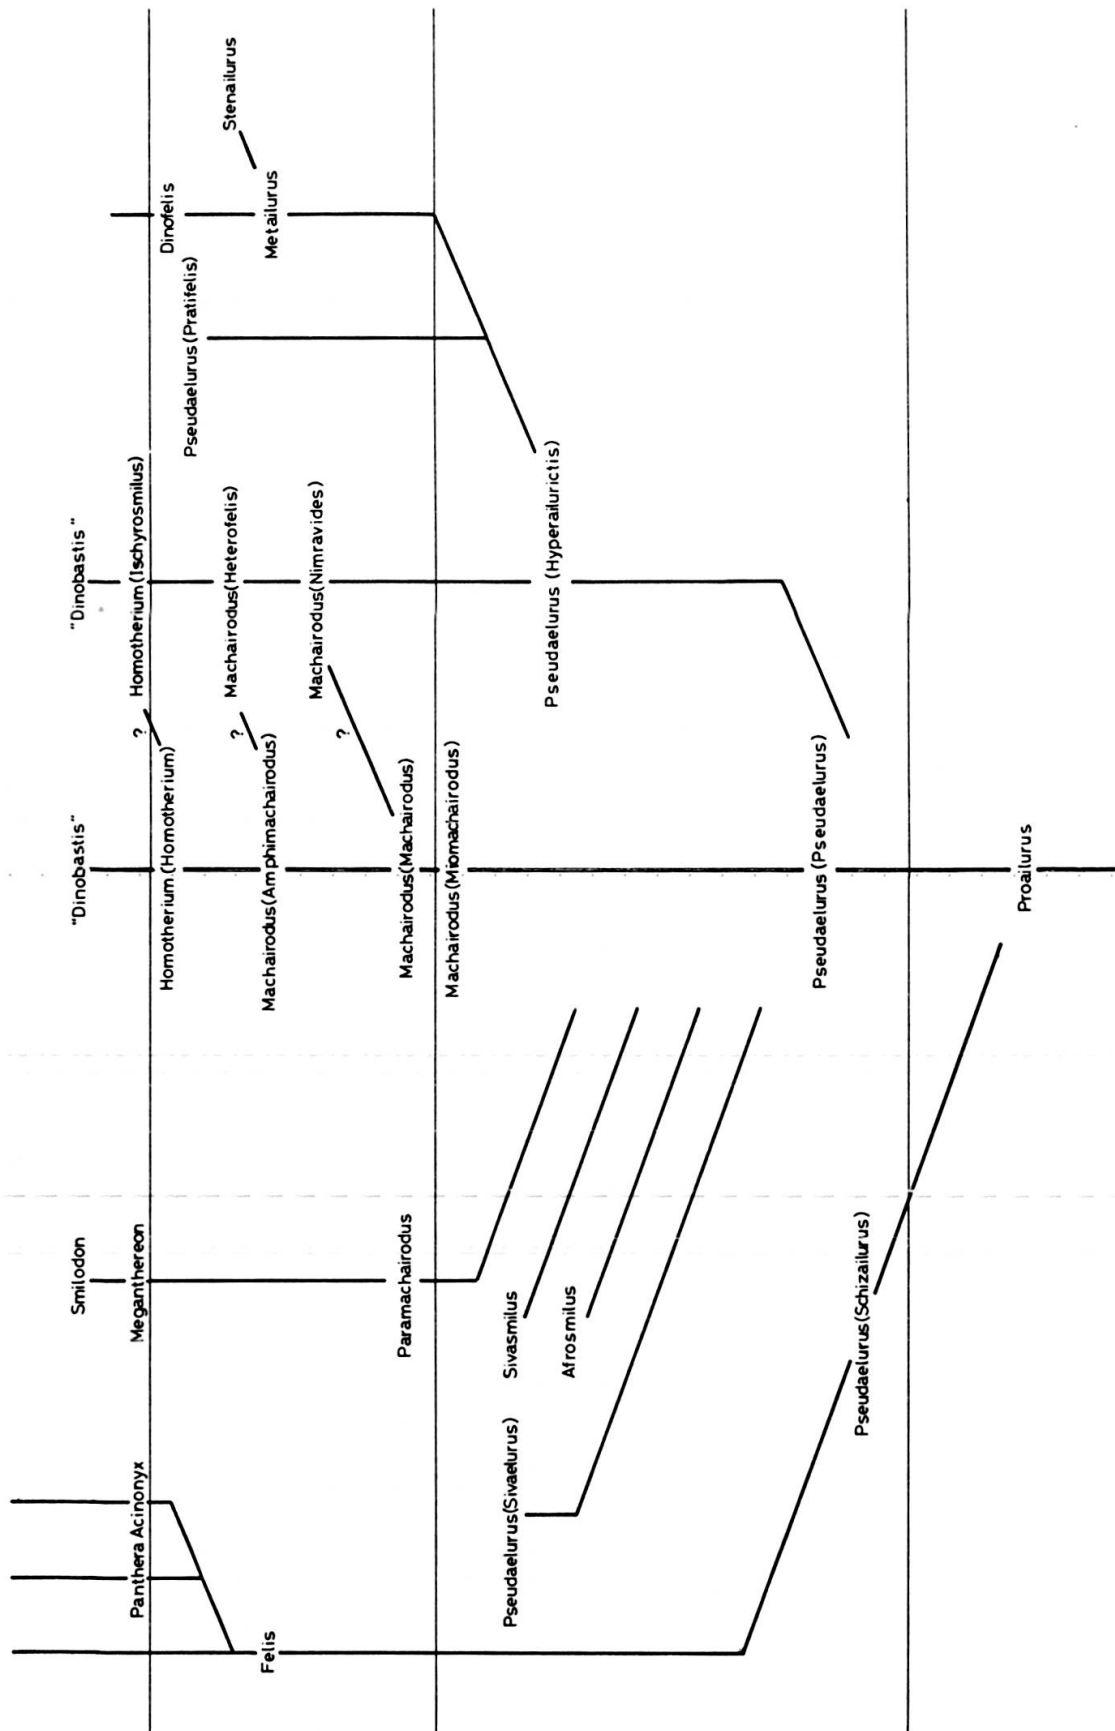 "Dinobastis"
"Dinobastis"
Smilodon
Homotherium (Ischyrosmilus)
Dinofelis
Stenailurus
Panthera Acinonyx
Meganthereon
?
Homotherium.(Homotherium)
Pseudaelurus (Pratifelis)
Machairodus (Heterofelis)
Metailurus
?
Felis
Machairodus (Amphimachairodus)
Machairodus (Nimravides)
?
Paramachairodus
Machairodus (Machairodus)
Machairodus (Miomachairodus)
Pseudaelurus (Sivaelurus)
Sivasmilus
Pseudaelurus (Hyperailurictis)
Afrosmilus
Pseudaelurus (Pseudaelurus)
Pseudaelurus (Schizailurus)
Proailurus